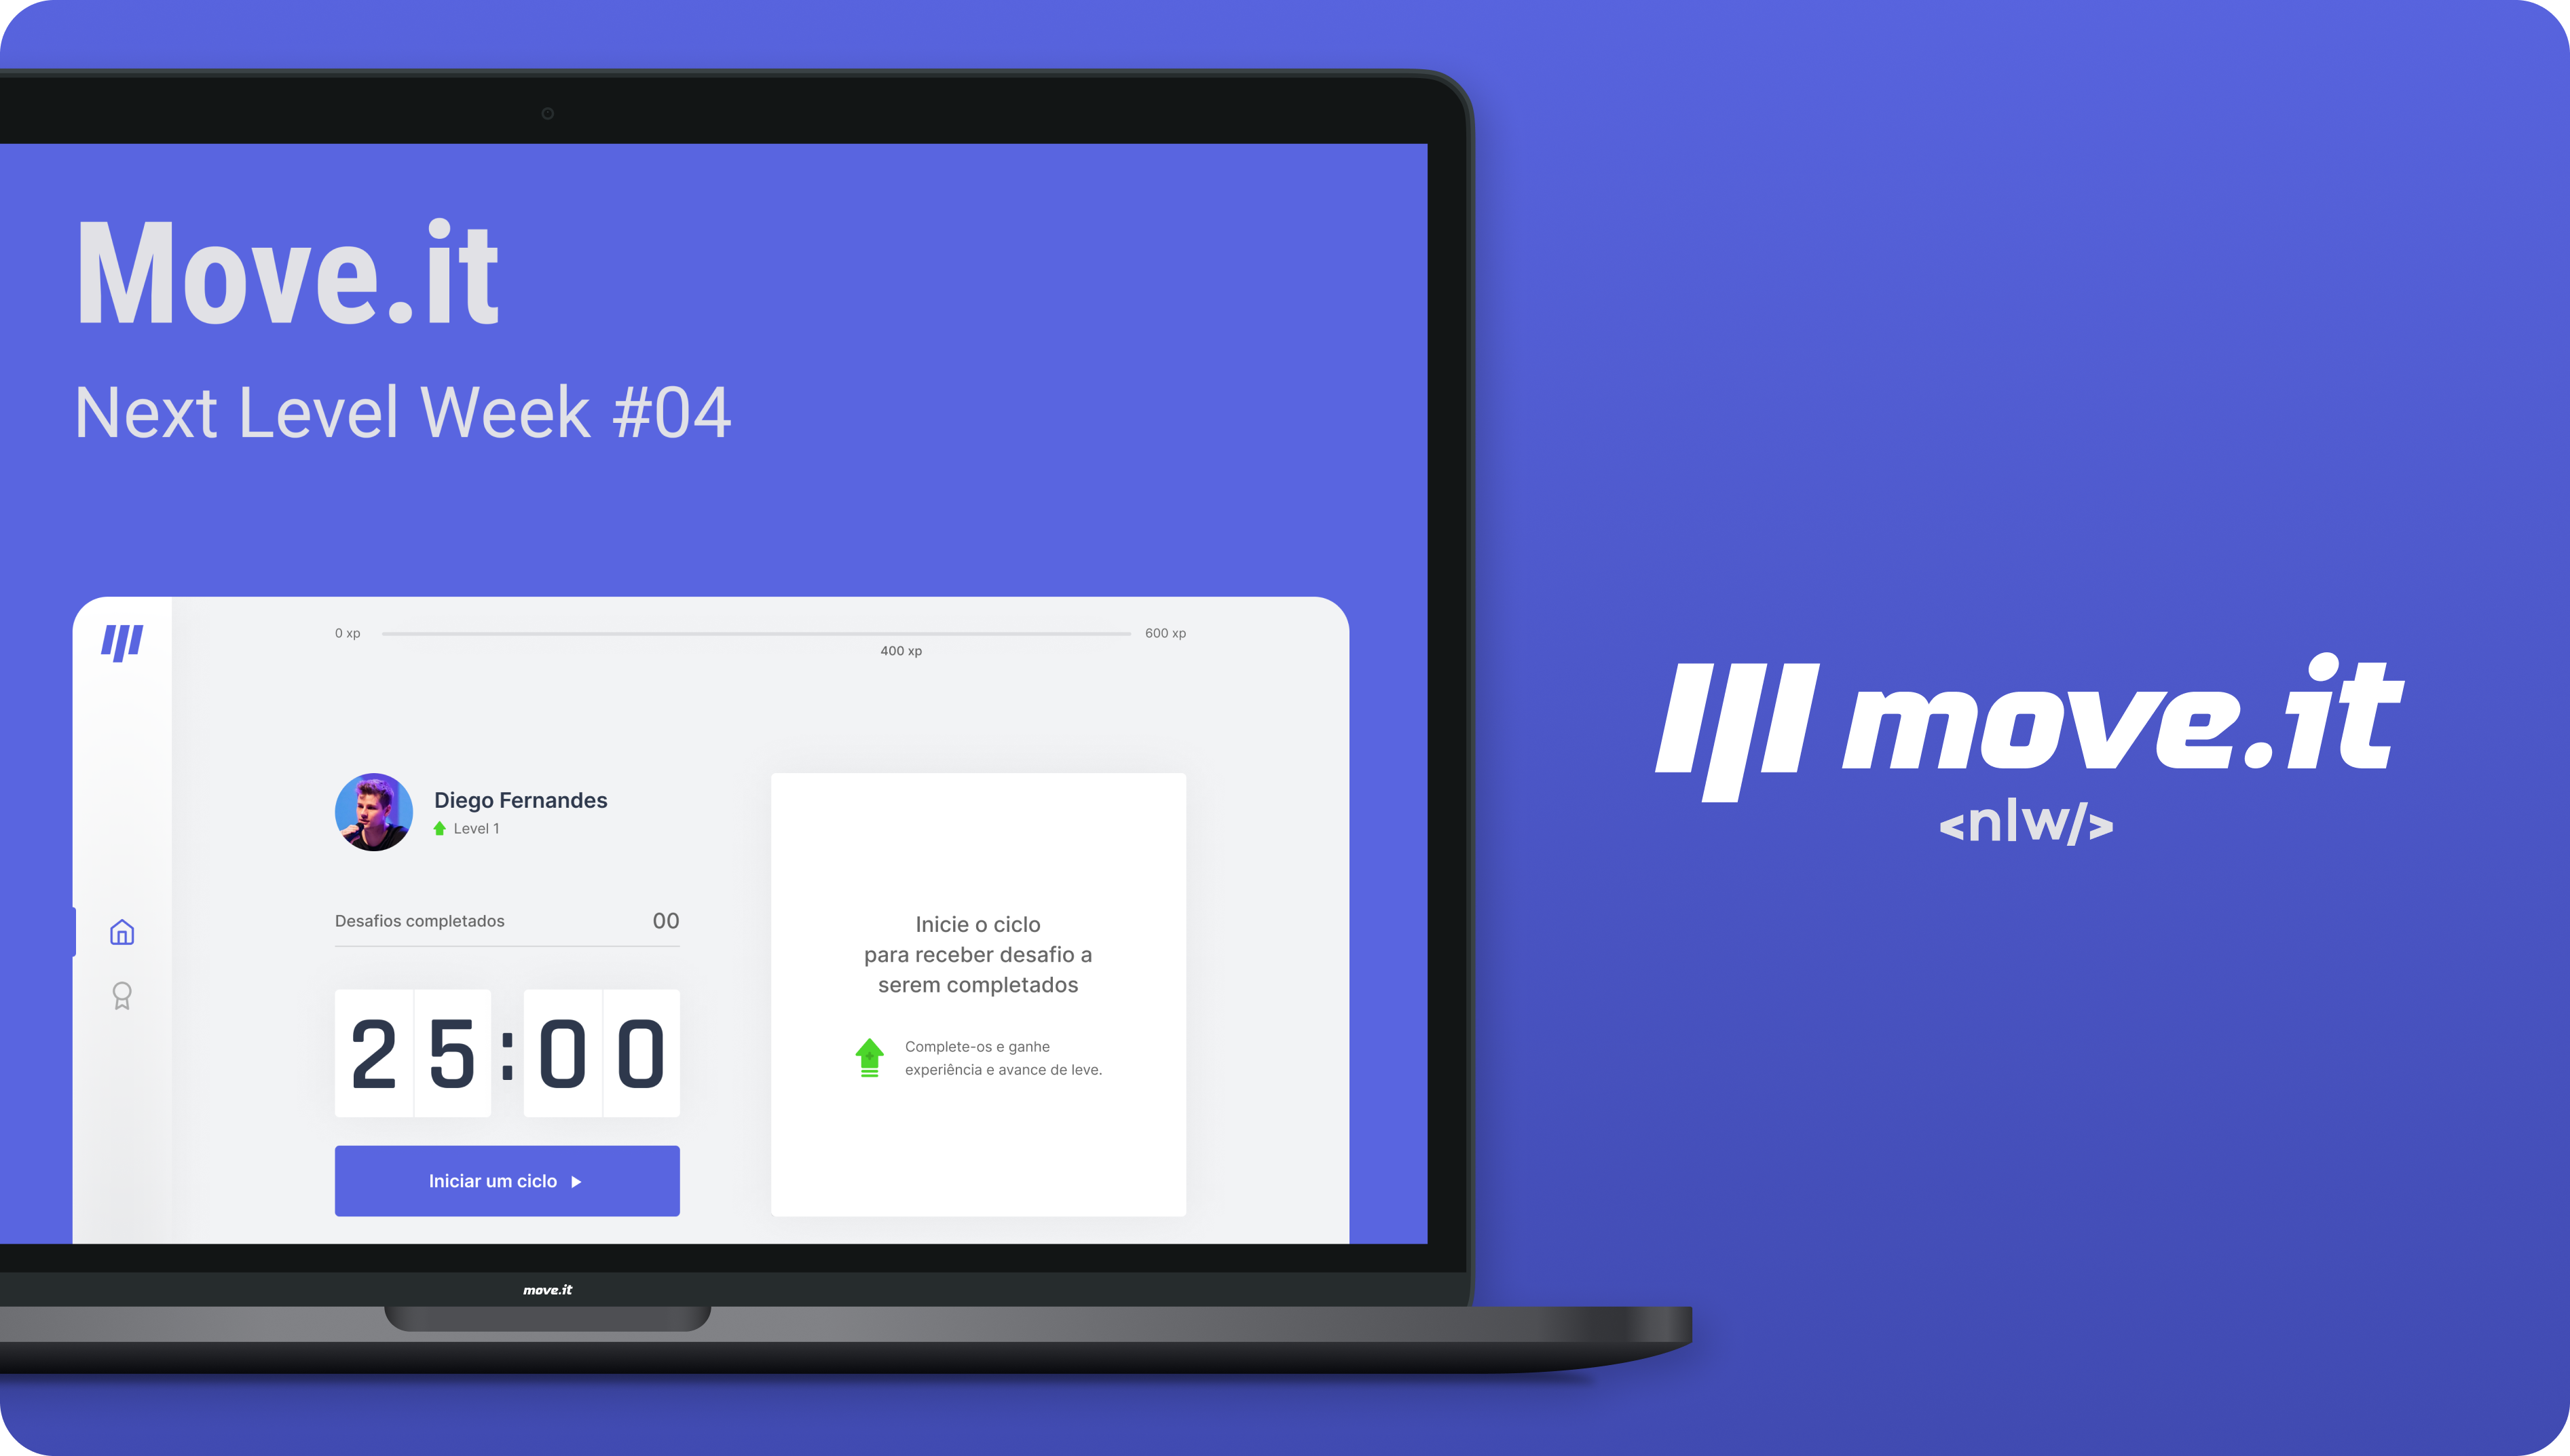 Move.it
Next Level Week #04
0 xp
600 xp
400 xp
Diego Fernandes
Level 1
Desafios completados 00
25:00
Iniciar um ciclo
Inicie o ciclo
para receber desafio a
serem completados
Complete-os e ganhe
experiência e avance de leve.
move.it
move.it
<nlw/>